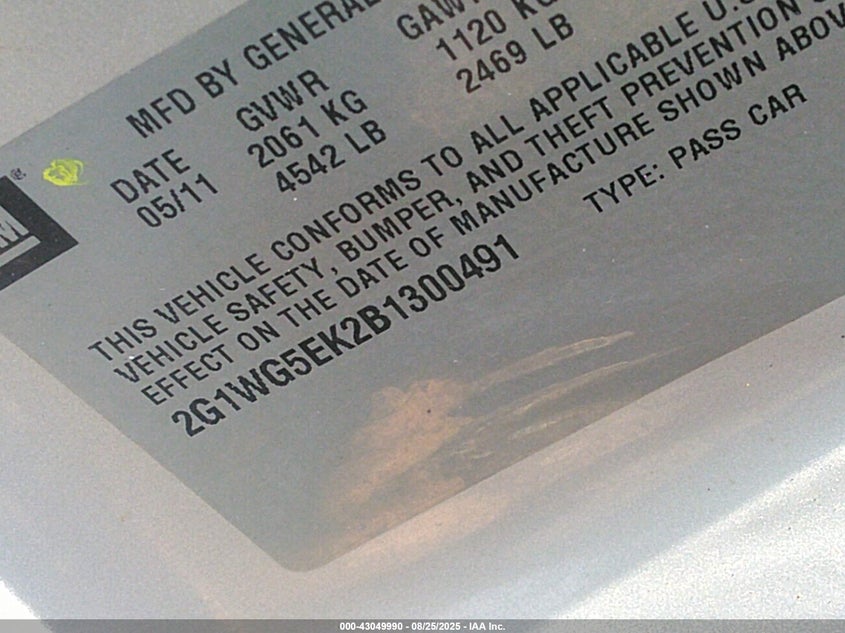 MFD BY GENERAL
DATE GVWR
05/11 2061 KG 1120 KG
4542 LB 2469 LB
THIS VEHICLE CONFORMS TO ALL APPLICABLE U.S
VEHICLE SAFETY, BUMPER, AND THEFT PREVENTION
EFFECT ON THE DATE OF MANUFACTURE SHOWN ABOV
2G1WG5EK2B1300491 TYPE: PASS CAR
000-43049990 - 08/25/2025 - IAA Inc.